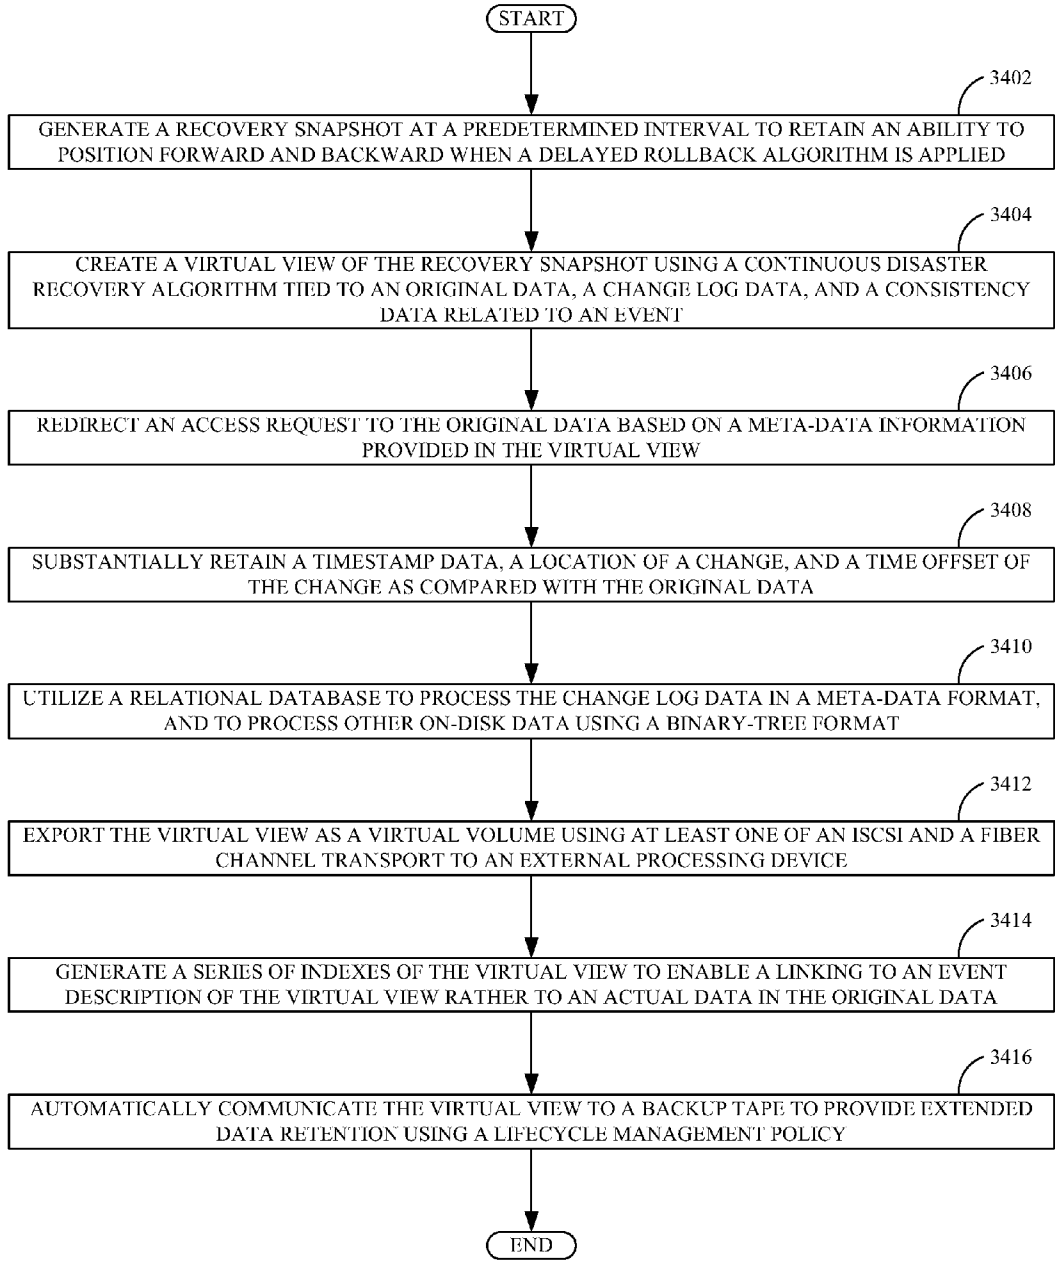 START
3402
GENERATE A RECOVERY SNAPSHOT AT A PREDETERMINED INTERVAL TO RETAIN AN ABILITY TO
POSITION FORWARD AND BACKWARD WHEN A DELAYED ROLLBACK ALGORITHM IS APPLIED
3404
CREATE A VIRTUAL VIEW OF THE RECOVERY SNAPSHOT USING A CONTINUOUS DISASTER
RECOVERY ALGORITHM TIED TO AN ORIGINAL DATA, A CHANGE LOG DATA, AND A CONSISTENCY
DATA RELATED TO AN EVENT
3406
REDIRECT AN ACCESS REQUEST TO THE ORIGINAL DATA BASED ON A META-DATA INFORMATION
PROVIDED IN THE VIRTUAL VIEW
3408
SUBSTANTIALLY RETAIN A TIMESTAMP DATA, A LOCATION OF A CHANGE, AND A TIME OFFSET OF
THE CHANGE AS COMPARED WITH THE ORIGINAL DATA
3410
UTILIZE A RELATIONAL DATABASE TO PROCESS THE CHANGE LOG DATA IN A META-DATA FORMAT,
AND TO PROCESS OTHER ON-DISK DATA USING A BINARY-TREE FORMAT
3412
EXPORT THE VIRTUAL VIEW AS A VIRTUAL VOLUME USING AT LEAST ONE OF AN ISCSI AND A FIBER
CHANNEL TRANSPORT TO AN EXTERNAL PROCESSING DEVICE
3414
GENERATE A SERIES OF INDEXES OF THE VIRTUAL VIEW TO ENABLE A LINKING TO AN EVENT
DESCRIPTION OF THE VIRTUAL VIEW RATHER TO AN ACTUAL DATA IN THE ORIGINAL DATA
3416
AUTOMATICALLY COMMUNICATE THE VIRTUAL VIEW TO A BACKUP TAPE TO PROVIDE EXTENDED
DATA RETENTION USING A LIFECYCLE MANAGEMENT POLICY
END